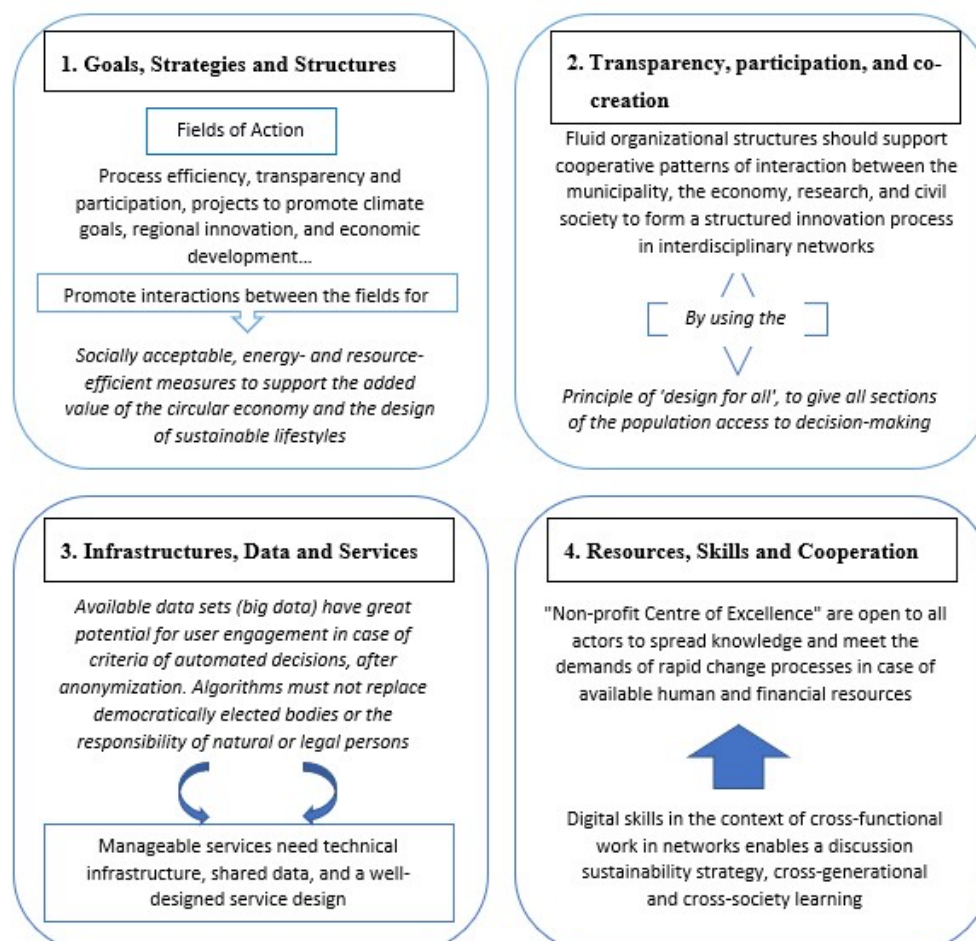 1. Goals, Strategies and Structures
Fields of Action
Process efficiency, transparency and
participation, projects to promote climate
goals, regional innovation, and economic
development…
Promote interactions between the fields for
Socially acceptable, energy- and resource-
efficient measures to support the added
value of the circular economy and the design
of sustainable lifestyles
2. Transparency, participation, and co-
creation
Fluid organizational structures should support
cooperative patterns of interaction between the
municipality, the economy, research, and civil
society to form a structured innovation process
in interdisciplinary networks
By using the
Principle of 'design for all', to give all sections
of the population access to decision-making
3. Infrastructures, Data and Services
Available data sets (big data) have great
potential for user engagement in case of
criteria of automated decisions, after
anonymization. Algorithms must not replace
democratically elected bodies or the
responsibility of natural or legal persons
Manageable services need technical
infrastructure, shared data, and a well-
designed service design
4. Resources, Skills and Cooperation
"Non-profit Centre of Excellence" are open to all
actors to spread knowledge and meet the
demands of rapid change processes in case of
available human and financial resources
Digital skills in the context of cross-functional
work in networks enables a discussion
sustainability strategy, cross-generational
and cross-society learning